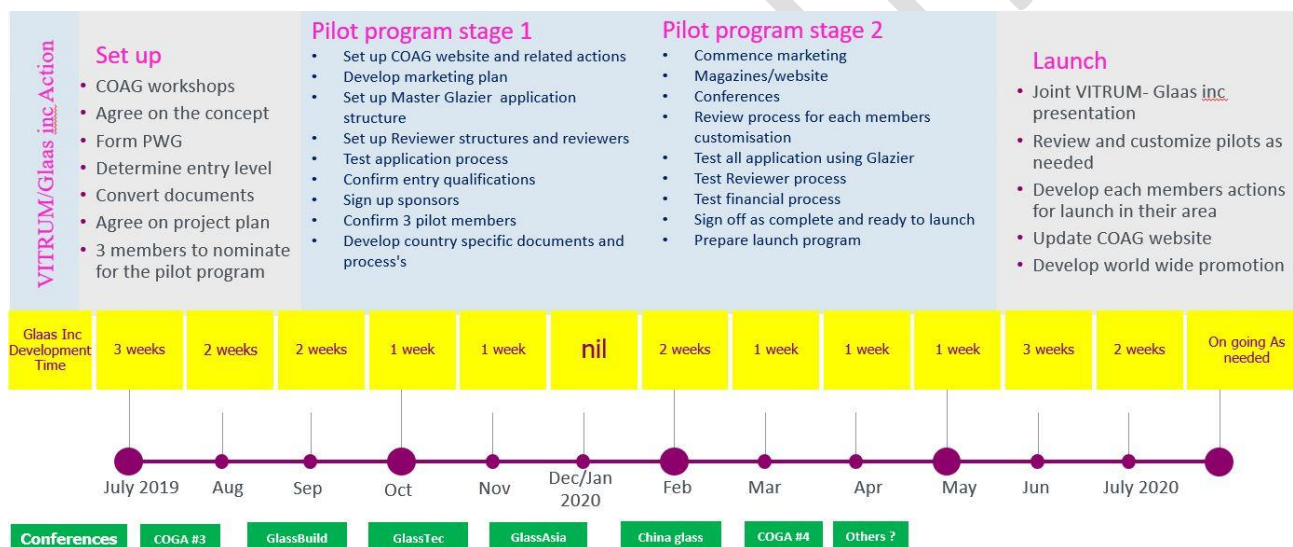 VITRUM/Glaas inc Action
Set up
• COAG workshops
• Agree on the concept
• Form PWG
• Determine entry level
• Convert documents
• Agree on project plan
• 3 members to nominate
for the pilot program
Pilot program stage 1
• Set up COAG website and related actions
• Develop marketing plan
• Set up Master Glazier application
structure
• Set up Reviewer structures and reviewers
• Test application process
• Confirm entry qualifications
• Sign up sponsors
• Confirm 3 pilot members
• Develop country specific documents and
process's
Pilot program stage 2
• Commence marketing
• Magazines/website
• Conferences
• Review process for each members
customisation
• Test all application using Glazier
• Test Reviewer process
• Test financial process
• Sign off as complete and ready to launch
• Prepare launch program
Launch
• Joint VITRUM- Glaas inc
presentation
• Review and customize pilots as
needed
• Develop each members actions
for launch in their area
• Update COAG website
• Develop world wide promotion
Glaas Inc
Development
Time
3 weeks
2 weeks
2 weeks
1 week
1 week
nil
2 weeks
1 week
1 week
1 week
3 weeks
2 weeks
On going As
needed
July 2019
Aug
Sep
Oct
Nov
Dec/Jan
2020
Feb
Mar
Apr
May
Jun
July 2020
Conferences
COGA #3
GlassBuild
GlassTec
GlassAsia
China glass
COGA #4
Others ?